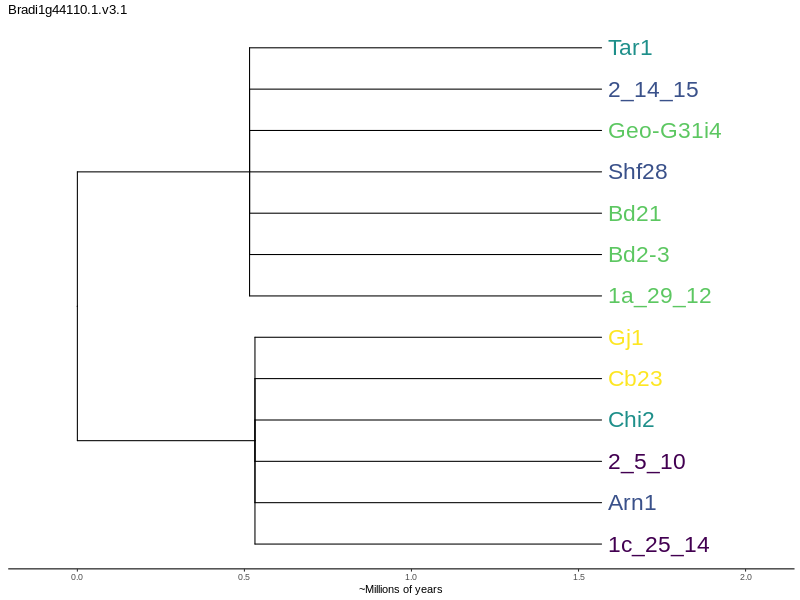 Bradi1g44110.1.v3.1
Tar1
2_14_15
Geo-G31i4
Shf28
Bd21
Bd2-3
1a_29_12
Gj1
Cb23
Chi2
2_5_10
Arn1
1c_25_14
0.0 0.5 1.0 1.5 2.0
~Millions of years